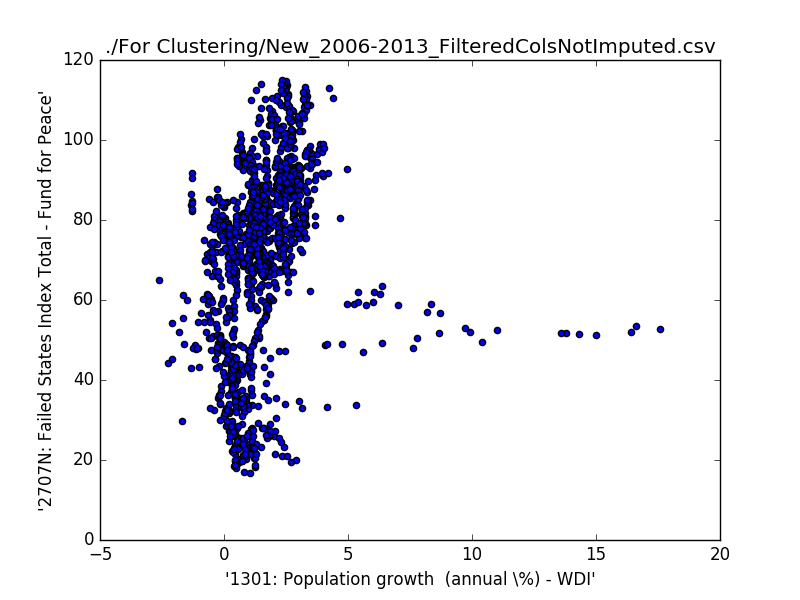 ./For Clustering/New_2006-2013_FilteredColsNotImputed.csv
120
100
80
60
40
20
0
'2707N: Failed States Index Total - Fund for Peace'
−5 0 5 10 15 20
'1301: Population growth  (annual \%) - WDI'